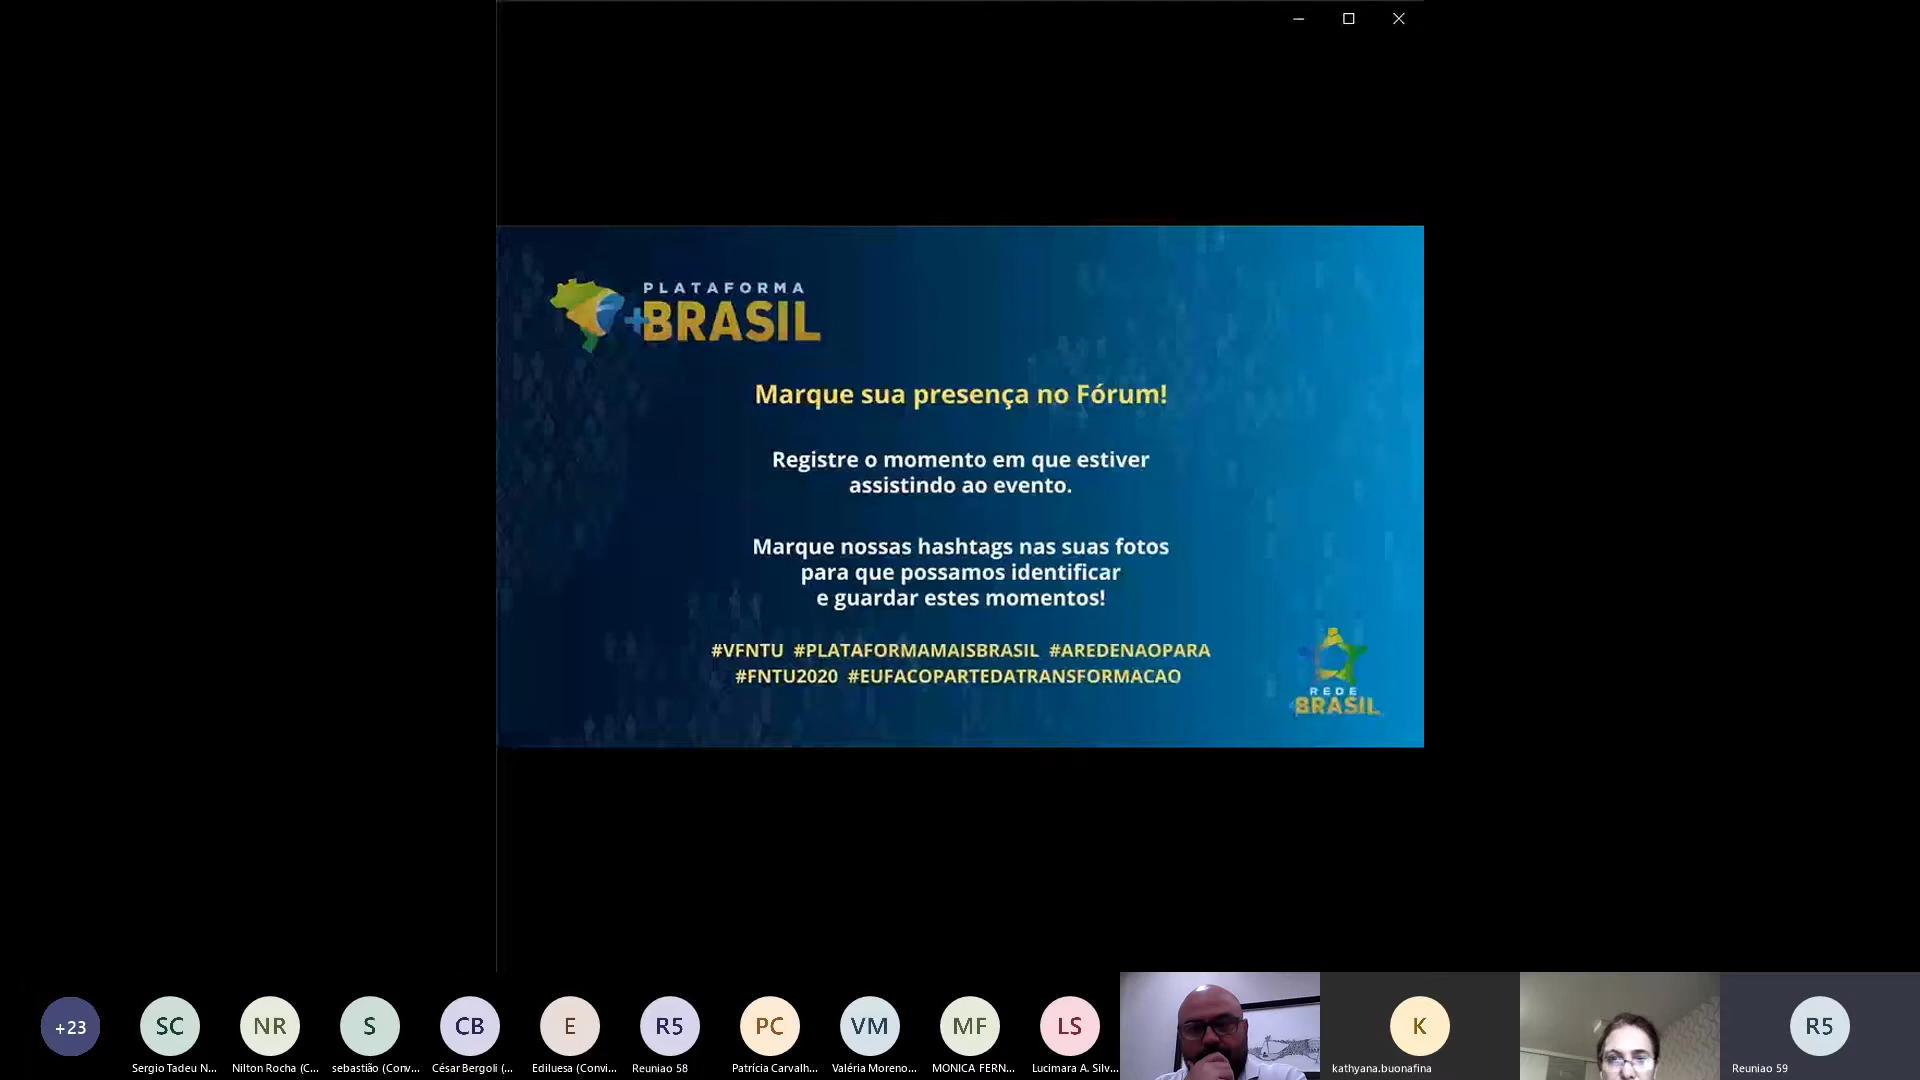 PLATAFORMA
+BRASIL
Marque sua presença no Fórum!
Registre o momento em que estiver
assistindo ao evento.
Marque nossas hashtags nas suas fotos
para que possamos identificar
e guardar estes momentos!
#VFNTU #PLATAFORMAMAISBRASIL #AREDENAOPARA
#FNTU2020 #EUFACOPARTEDATRANSFORMACAO
REDE
+BRASIL
+23
SC
NR
S
CB
E
R5
PC
VM
MF
LS
K
R5
Sergio Tadeu N...
Nilton Rocha (C...
sebastião (Conv...
César Bergoli (...
Ediluesa (Convi...
Reuniao 58
Patrícia Carvalh...
Valéria Moreno...
MONICA FERN...
Lucimara A. Silv...
kathyana.buonafina
Reuniao 59